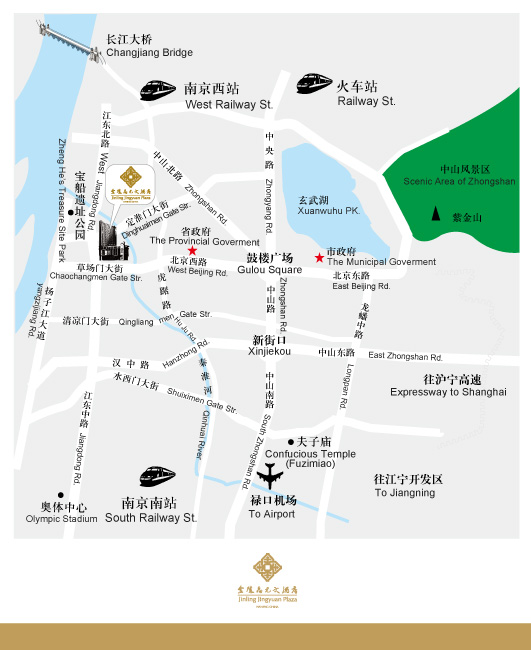 长江大桥
Changjiang Bridge
南京西站
West Railway St.
火车站
Railway St.
江东北路 West Jiangdong Rd.
中山北路 Zhongshan Rd.
中央路 Zhongyang Rd.
中山风景区
Scenic Area of Zhongshan
紫金山
玄武湖
Xuanwuhu PK.
Zheng He's Treasure Site Park
宝船遗址公园
Jinling Jingyuan Plaza
定淮门大街
Dinghuaimen Gate Str.
省政府
The Provincial Goverment
市政府
The Municipal Goverment
鼓楼广场
Gulou Square
北京西路
West Beijing Rd.
北京东路
East Beijing Rd.
草场门大街
Chaochangmen Gate Str.
扬子江大道
yangzijiang Rd.
虎踞路
Hu Ju Rd.
清凉门大街 Qingliang men Gate Str.
中山路 Zhongshan Rd.
龙蟠中路
Longpan Rd.
新街口
Xinjiekou
中山东路 East Zhongshan Rd.
汉中路 Hanzhong Rd.
水西门大街 Shuiximen Gate Str.
秦淮河
Qinhuai River
中山南路 South Zhongshan Rd.
往沪宁高速
Expressway to Shanghai
江东中路 Jiangdong Rd.
夫子庙
Confucious Temple
(Fuzimiao)
奥体中心
Olympic Stadium
南京南站
South Railway St.
禄口机场
To Airport
往江宁开发区
To Jiangning
Jinling Jingyuan Plaza